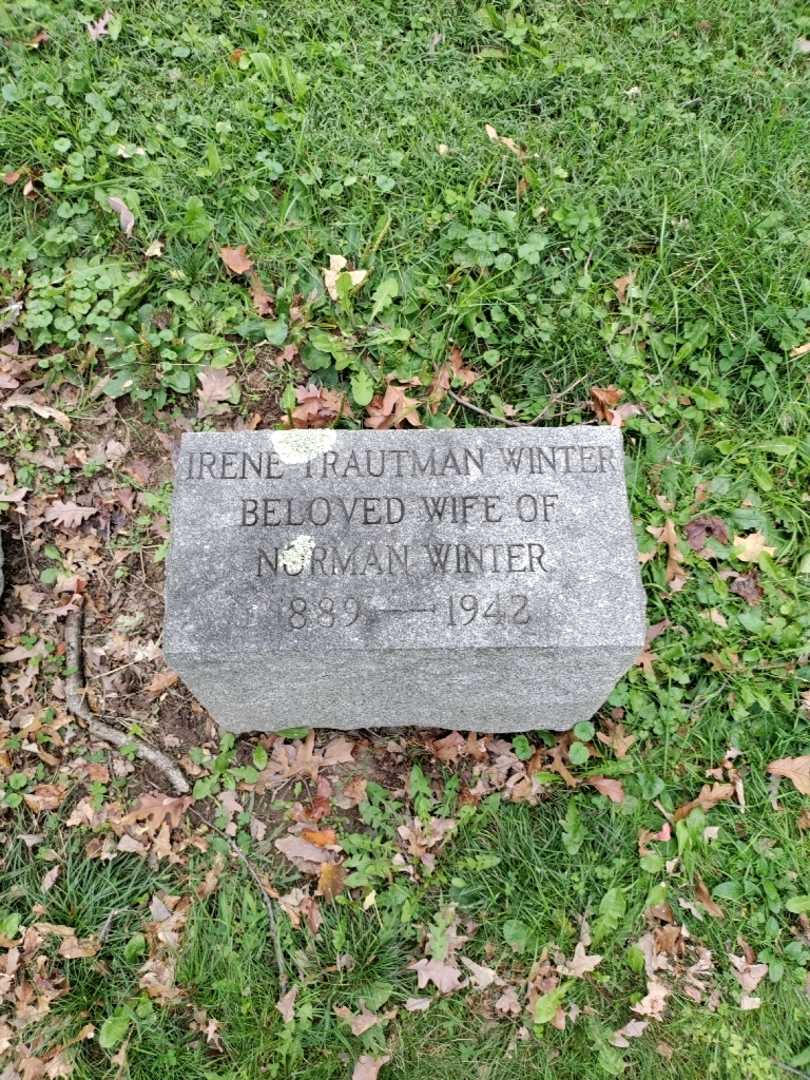 IRENE TRAUTMAN WINTER
BELOVED WIFE OF
NORMAN WINTER
1889 — 1942